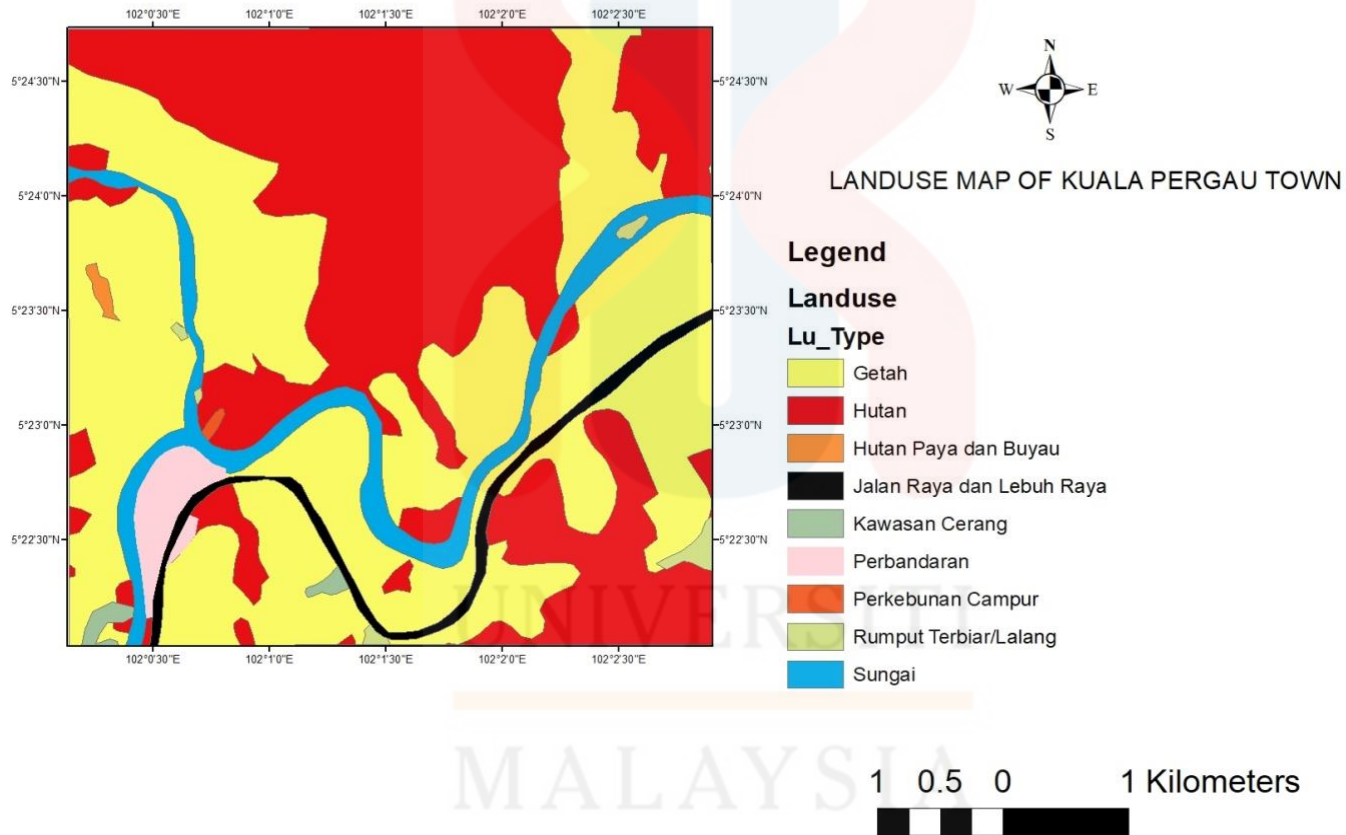 102°0'30"E 102°1'0"E 102°1'30"E 102°2'0"E 102°2'30"E
5°24'30"N 5°24'30"N
5°24'0"N 5°24'0"N
5°23'30"N 5°23'30"N
5°23'0"N 5°23'0"N
5°22'30"N 5°22'30"N
102°0'30"E 102°1'0"E 102°1'30"E 102°2'0"E 102°2'30"E
N
W E
S
LANDUSE MAP OF KUALA PERGAU TOWN
Legend
Landuse
Lu_Type
Getah
Hutan
Hutan Paya dan Buyau
Jalan Raya dan Lebuh Raya
Kawasan Cerang
Perbandaran
Perkebunan Campur
Rumput Terbiar/Lalang
Sungai
UNIVERSITI
MALAYSIA
1 0.5 0 1 Kilometers